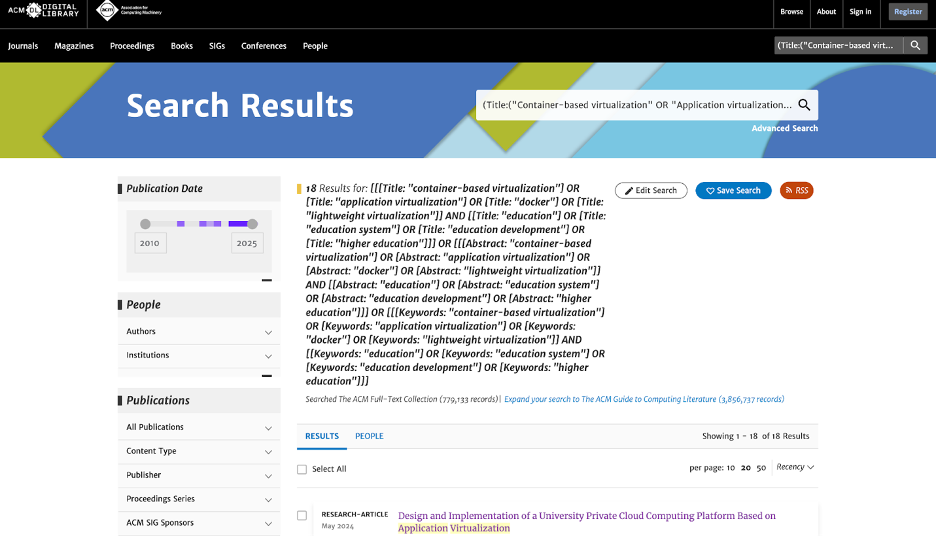 ACM DL DIGITAL LIBRARY
acm Association for Computing Machinery
Browse About Sign in Register
Journals Magazines Proceedings Books SIGs Conferences People
(Title:("Container-based virt...
Search Results
(Title:("Container-based virtualization" OR "Application virtualization...
Advanced Search
Publication Date
2010 2025
People
Authors
Institutions
Publications
All Publications
Content Type
Publisher
Proceedings Series
ACM SIG Sponsors
18 Results for: [[[Title: "container-based virtualization"] OR
[Title: "application virtualization"] OR [Title: "docker"] OR [Title:
"lightweight virtualization"]] AND [[Title: "education"] OR [Title:
"education system"] OR [Title: "education development"] OR
[Title: "higher education"]]] OR [[[Abstract: "container-based
virtualization"] OR [Abstract: "application virtualization"] OR
[Abstract: "docker"] OR [Abstract: "lightweight virtualization"]]
AND [[Abstract: "education"] OR [Abstract: "education system"]
OR [Abstract: "education development"] OR [Abstract: "higher
education"]]] OR [[[Keywords: "container-based virtualization"]
OR [Keywords: "application virtualization"] OR [Keywords:
"docker"] OR [Keywords: "lightweight virtualization"]] AND
[[Keywords: "education"] OR [Keywords: "education system"] OR
[Keywords: "education development"] OR [Keywords: "higher
education"]]]
Edit Search Save Search RSS
Searched The ACM Full-Text Collection (779,133 records)| Expand your search to The ACM Guide to Computing Literature (3,856,737 records)
RESULTS PEOPLE
Showing 1 - 18 of 18 Results
Select All
per page: 10 20 50 Recency
RESEARCH-ARTICLE
May 2024
Design and Implementation of a University Private Cloud Computing Platform Based on
Application Virtualization